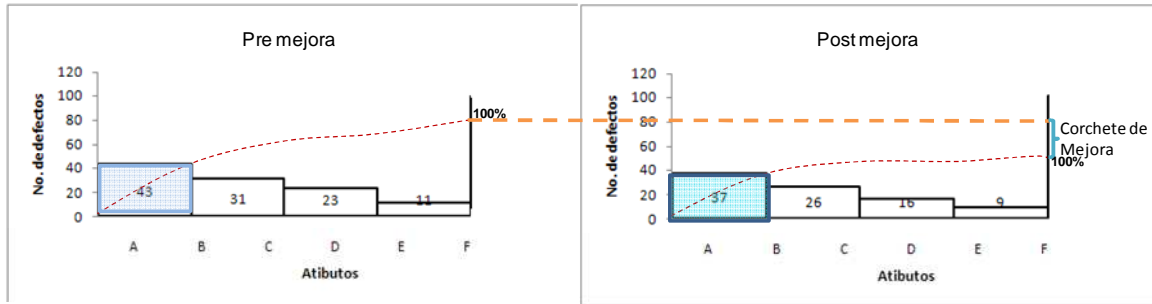 Pre mejora
No. de defectos
120
100
80
60
40
20
0
43
31
23
11
100%
A B C D E F
Atibutos
Post mejora
No. de defectos
120
100
80
60
40
20
0
37
26
16
9
100%
Corchete de
Mejora
A B C D E F
Atibutos